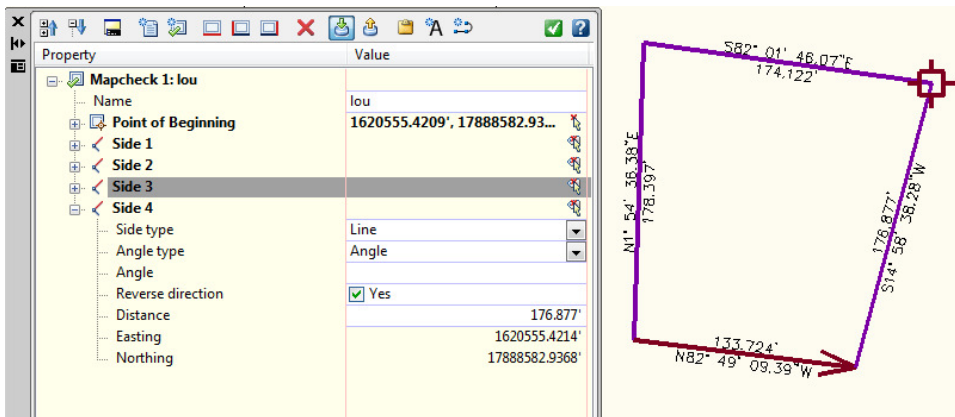 Property Value
Mapcheck 1: lou
Name lou
Point of Beginning 1620555.4209', 17888582.93...
Side 1
Side 2
Side 3
Side 4
Side type Line
Angle type Angle
Angle
Reverse direction Yes
Distance 176.877'
Easting 1620555.4214'
Northing 17888582.9368'
S82° 01' 46.07"E
174.122'
N1° 54' 36.38"E
178.397'
176.877'
S14° 58' 38.28"W
133.724'
N82° 49' 09.39"W